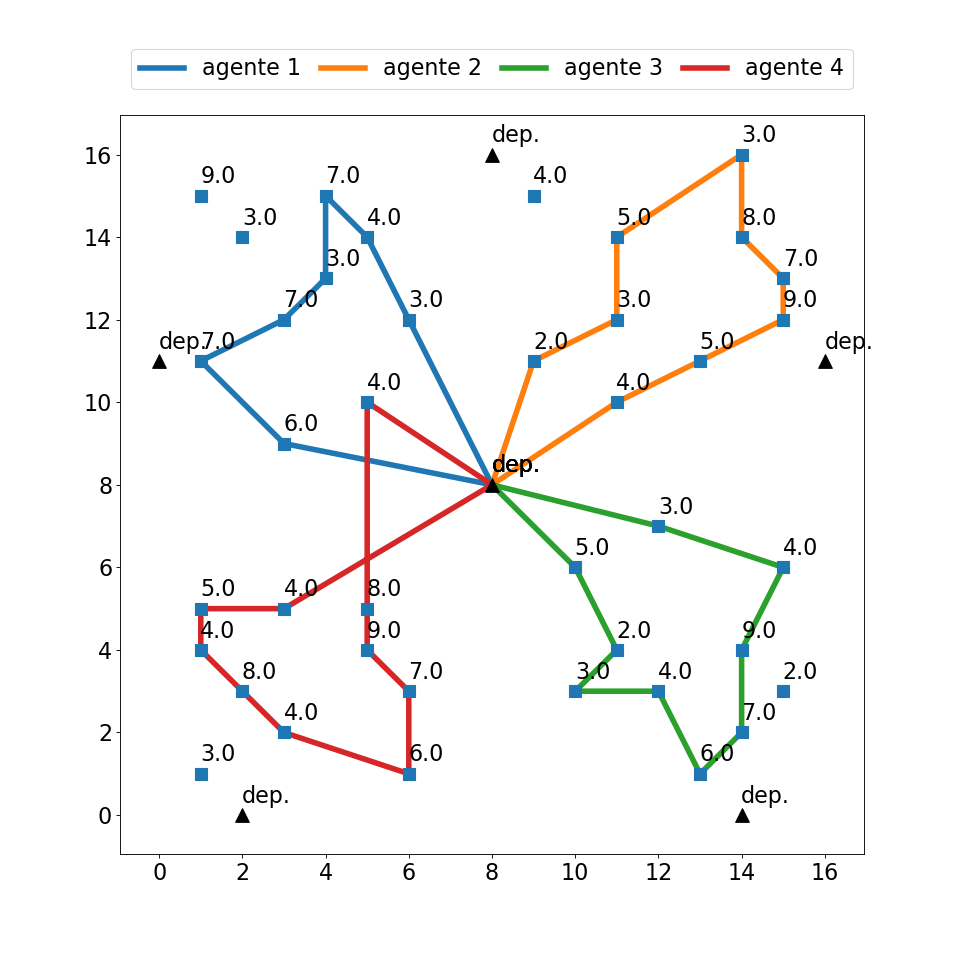 agente 1 agente 2 agente 3 agente 4
3.0
dep.
9.0 7.0 4.0
16
3.0 4.0 5.0 8.0
14
3.0 7.0
7.0 3.0 3.0 9.0
12
dep. 7.0 2.0 5.0 dep.
4.0 4.0
10
6.0
dep. dep.
8
3.0
5.0 4.0
6
5.0 4.0 8.0
4.0 9.0 2.0 9.0
4
8.0 7.0 3.0 4.0 2.0
4.0 7.0
2
3.0 6.0 6.0
dep. dep.
0
0 2 4 6 8 10 12 14 16